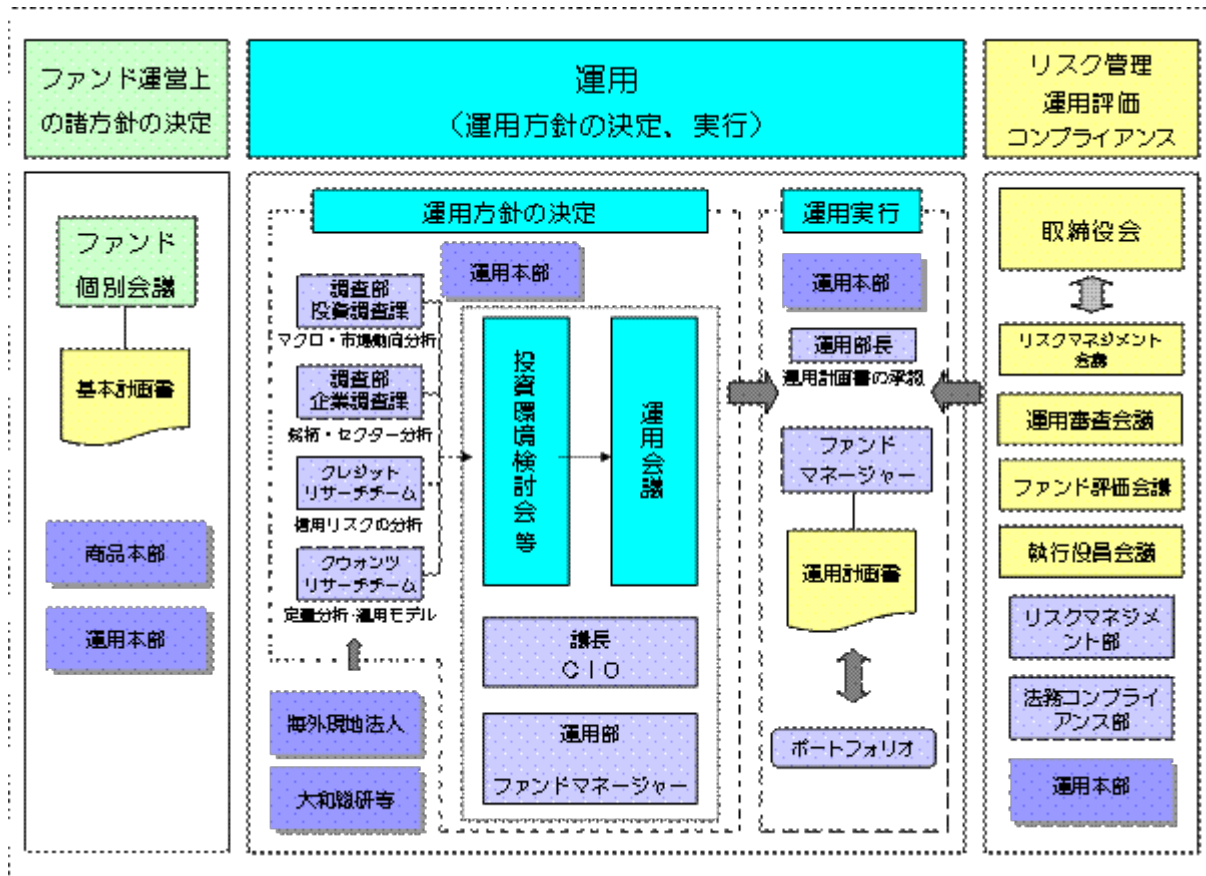 ファンド運営上
の諸方針の決定
運用
（運用方針の決定、実行）
リスク管理
運用評価
コンプライアンス
ファンド
個別会議
基本計画書
商品本部
運用本部
運用方針の決定
運用本部
調査部
投資調査課
マクロ・市場動向分析
調査部
企業調査課
銘柄・セクター分析
クレジット
リサーチチーム
信用リスクの分析
クウォンツ
リサーチチーム
定量分析・運用モデル
海外現地法人
大和総研等
投資環境検討会等
運用会議
議長
ＣＩＯ
運用部
ファンドマネージャー
運用実行
運用本部
運用部長
運用計画書の承認
ファンド
マネージャー
運用計画書
ポートフォリオ
取締役会
リスクマネジメント
会議
運用審査会議
ファンド評価会議
執行役員会議
リスクマネジメ
ント部
法務コンプライ
アンス部
運用本部